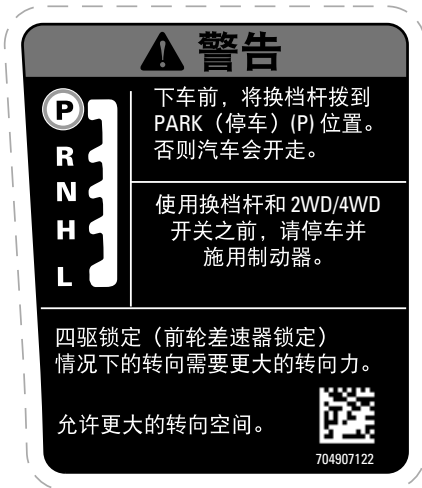 警告
P
R
N
H
L
下车前，将换档杆拨到
PARK（停车）(P) 位置。
否则汽车会开走。
使用换档杆和 2WD/4WD
开关之前，请停车并
施用制动器。
四驱锁定（前轮差速器锁定）
情况下的转向需要更大的转向力。
允许更大的转向空间。
704907122